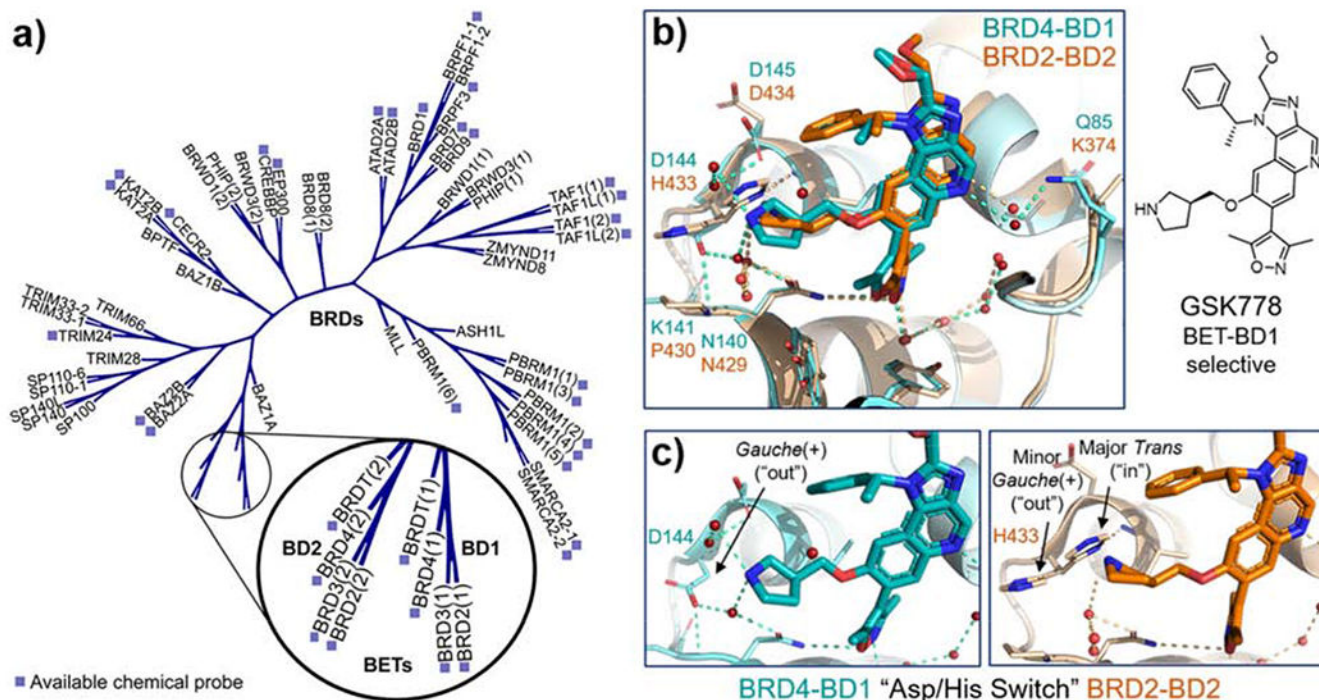 a)
BRPF1-1
BRPF1-2
BRPF3
BRD1
BRD7
BRD9
ATAD2A
ATAD2B
BRWD1(1)
BRWD3(1)
PHIP(1)
TAF1(1)
TAF1L(1)
TAF1(2)
TAF1L(2)
ZMYND11
ZMYND8
BRD8(2)
BRD8(1)
EP300
CREBBP
BRWD3(2)
PHIP(2)
BRWD1(2)
KAT2B
KAT2A
CECR2
BPTF
BAZ1B
TRIM66
TRIM33-2
TRIM33-1
TRIM24
TRIM28
SP110-6
SP110-1
SP140L
SP140
SP100
BAZ2B
BAZ2A
BAZ1A
BRDs
MLL
PBRM1(6)
ASH1L
PBRM1(1)
PBRM1(3)
PBRM1(2)
PBRM1(4)
PBRM1(5)
SMARCA2-1
SMARCA2-2
BRDT(2)
BD2
BRD4(2)
BRD3(2)
BRD2(2)
BRDT(1)
BD1
BRD4(1)
BRD3(1)
BRD2(1)
BETs
Available chemical probe
b)
BRD4-BD1
BRD2-BD2
D145
D434
Q85
K374
D144
H433
K141
P430
N140
N429
O
N
N
N
N
HN
O
O
N
GSK778
BET-BD1
selective
c)
Gauche(+)
("out")
D144
Minor
Gauche(+)
("out")
Major Trans
("in")
H433
BRD4-BD1 "Asp/His Switch" BRD2-BD2